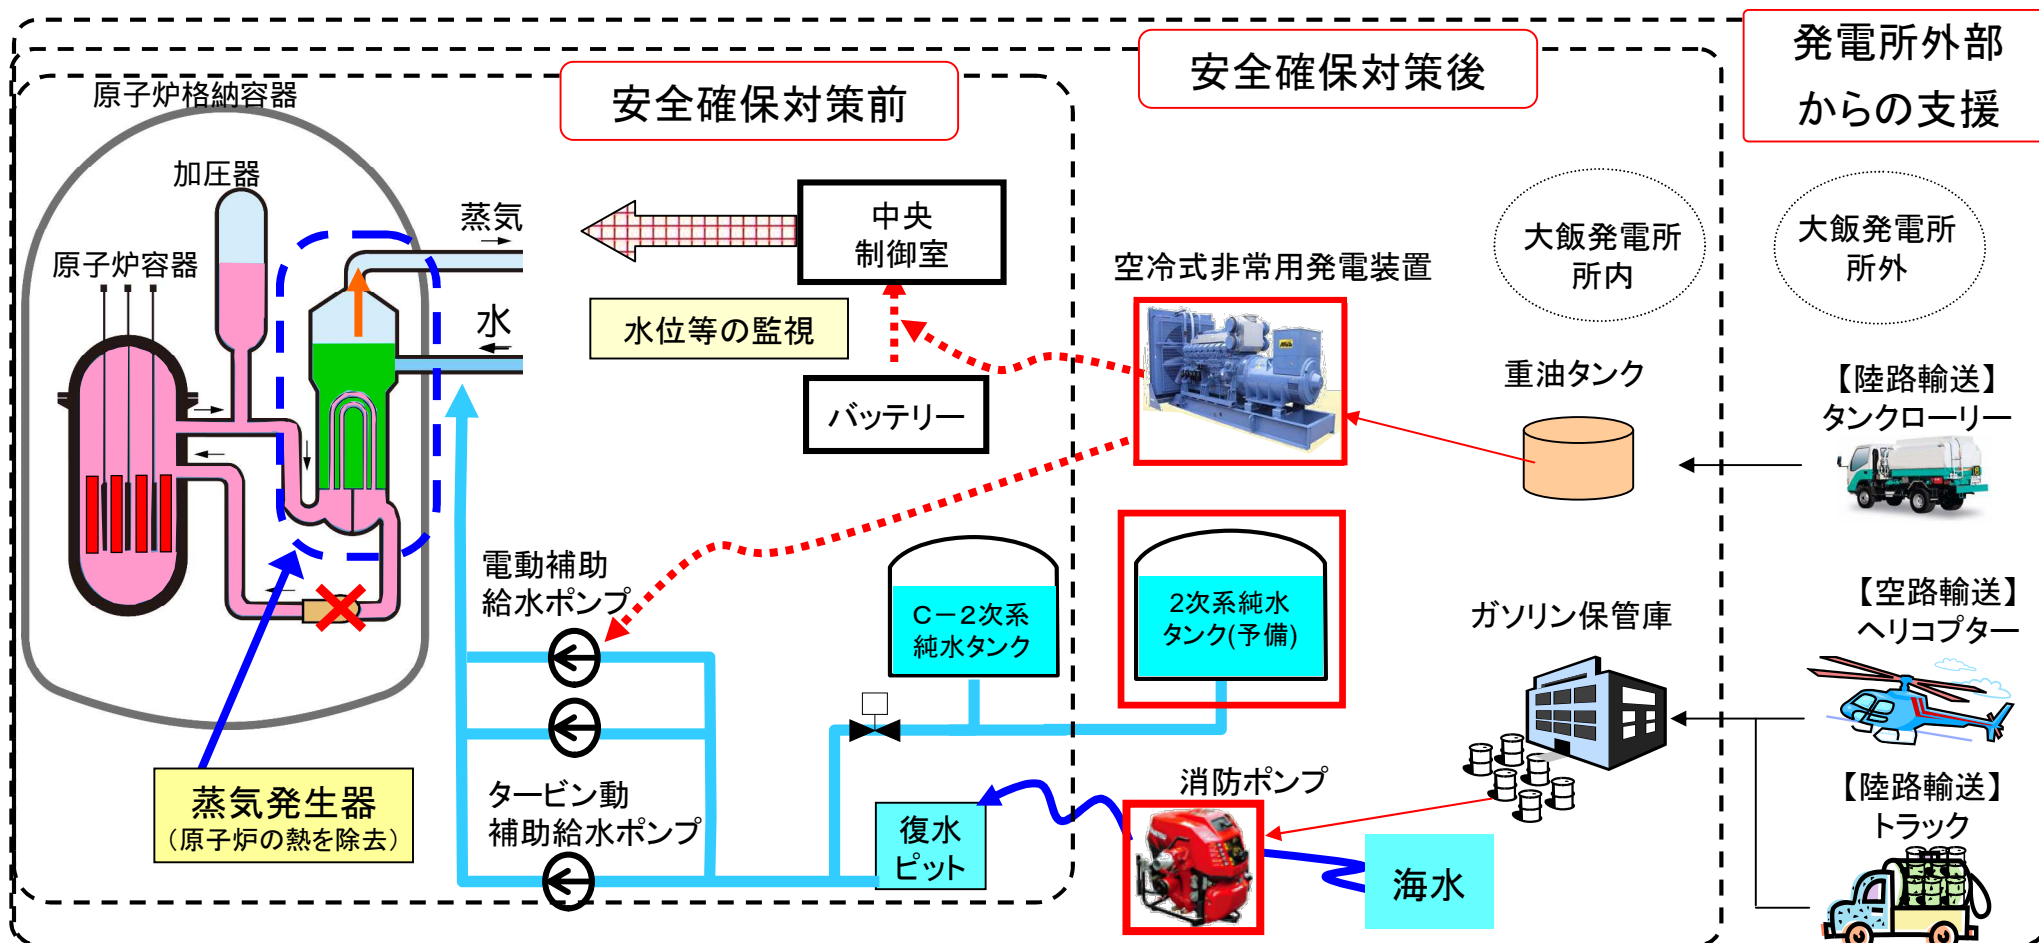 発電所外部
からの支援
安全確保対策後
安全確保対策前
原子炉格納容器
加圧器
蒸気
中央
制御室
大飯発電所
所内
大飯発電所
所外
原子炉容器
空冷式非常用発電装置
水
水位等の監視
重油タンク
【陸路輸送】
タンクローリー
バッテリー
電動補助
給水ポンプ
C－2次系
純水タンク
2次系純水
タンク(予備)
ガソリン保管庫
【空路輸送】
ヘリコプター
蒸気発生器
(原子炉の熱を除去)
タービン動
補助給水ポンプ
復水
ピット
消防ポンプ
海水
【陸路輸送】
トラック